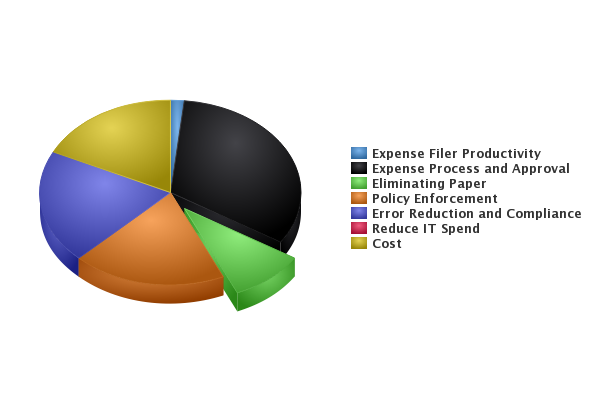 Expense Filer Productivity
Expense Process and Approval
Eliminating Paper
Policy Enforcement
Error Reduction and Compliance
Reduce IT Spend
Cost